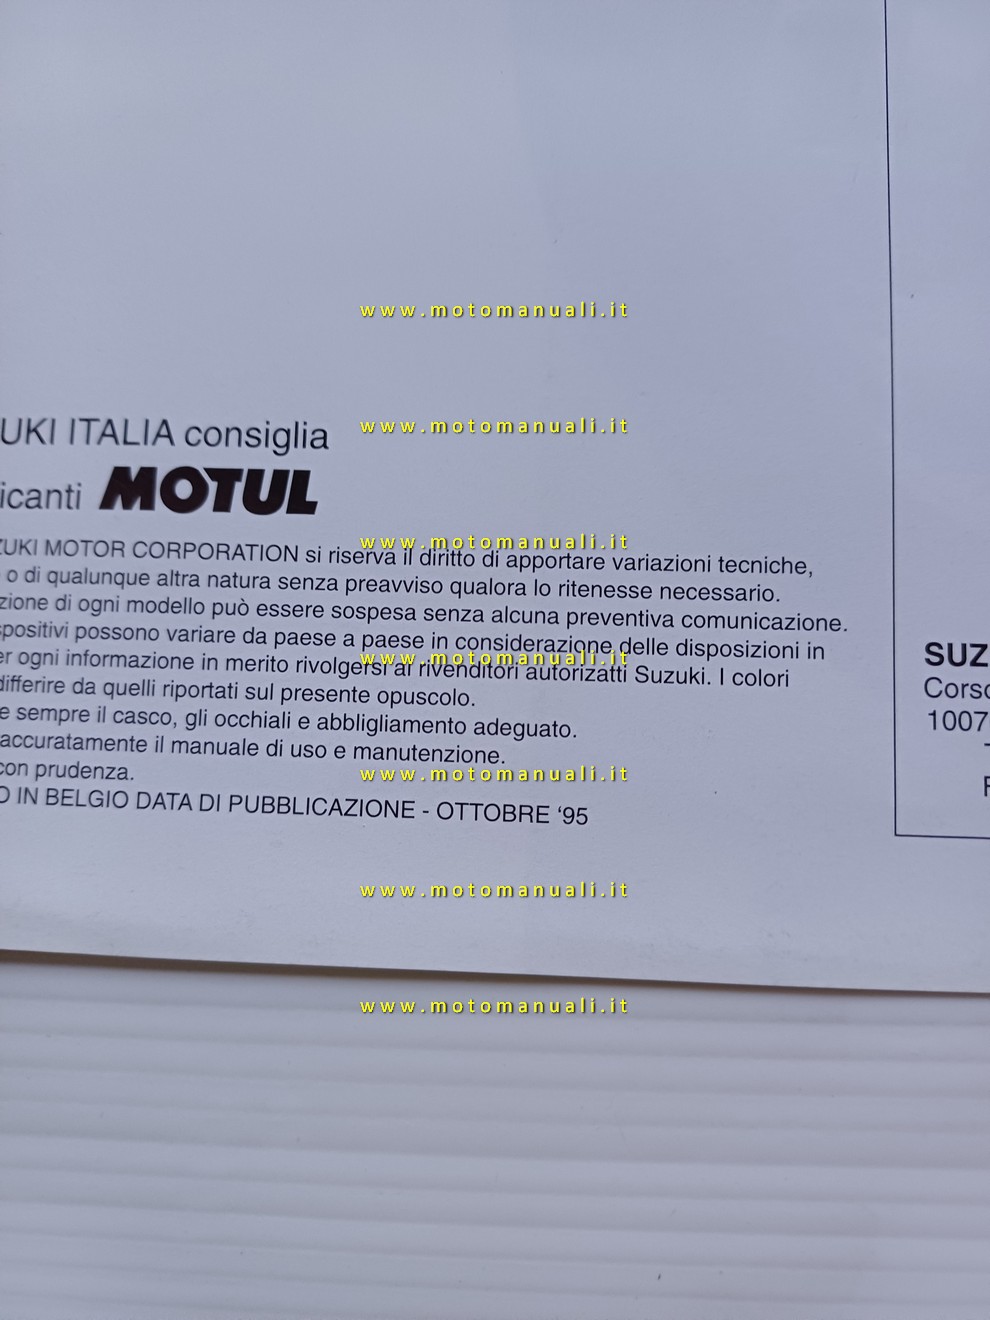 www.motomanuali.it
www.motomanuali.it
UKI ITALIA consiglia
icanti MOTUL
www.motomanuali.it
ZUKI MOTOR CORPORATION si riserva il diritto di apportare variazioni tecniche,
o di qualunque altra natura senza preavviso qualora lo ritenesse necessario.
zione di ogni modello può essere sospesa senza alcuna preventiva comunicazione.
spositivi possono variare da paese a paese in considerazione delle disposizioni in
www.motomanuali.it
er ogni informazione in merito rivolgersi ai rivenditori autorizatti Suzuki. I colori
differire da quelli riportati sul presente opuscolo.
e sempre il casco, gli occhiali e abbligliamento adeguato.
accuratamente il manuale di uso e manutenzione.
con prudenza.
www.motomanuali.it
O IN BELGIO DATA DI PUBBLICAZIONE - OTTOBRE ‘95
SUZ
Corso
1007
F
www.motomanuali.it
www.motomanuali.it